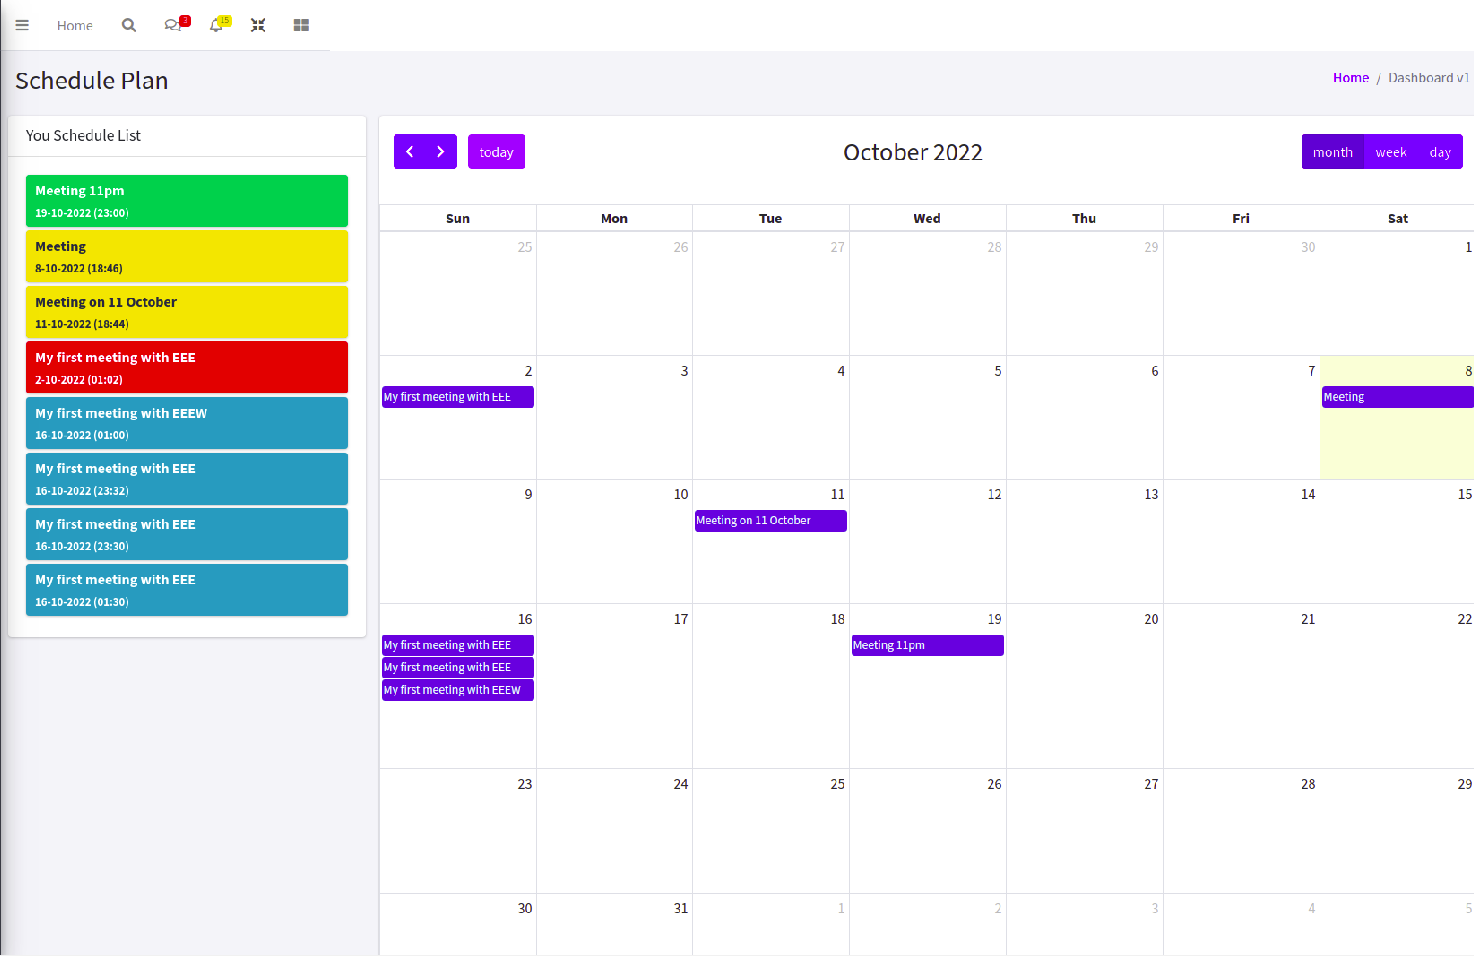 Home
3
15
Schedule Plan
Home / Dashboard v1
You Schedule List
Meeting 11pm
19-10-2022 (23:00)
Meeting
8-10-2022 (18:46)
Meeting on 11 October
11-10-2022 (18:44)
My first meeting with EEE
2-10-2022 (01:02)
My first meeting with EEEW
16-10-2022 (01:00)
My first meeting with EEE
16-10-2022 (23:32)
My first meeting with EEE
16-10-2022 (23:30)
My first meeting with EEE
16-10-2022 (01:30)
today
October 2022
month week day
Sun Mon Tue Wed Thu Fri Sat
25 26 27 28 29 30 1
2 3 4 5 6 7 8
My first meeting with EEE Meeting
9 10 11 12 13 14 15
Meeting on 11 October
16 17 18 19 20 21 22
My first meeting with EEE Meeting 11pm
My first meeting with EEE
My first meeting with EEEW
23 24 25 26 27 28 29
30 31 1 2 3 4 5